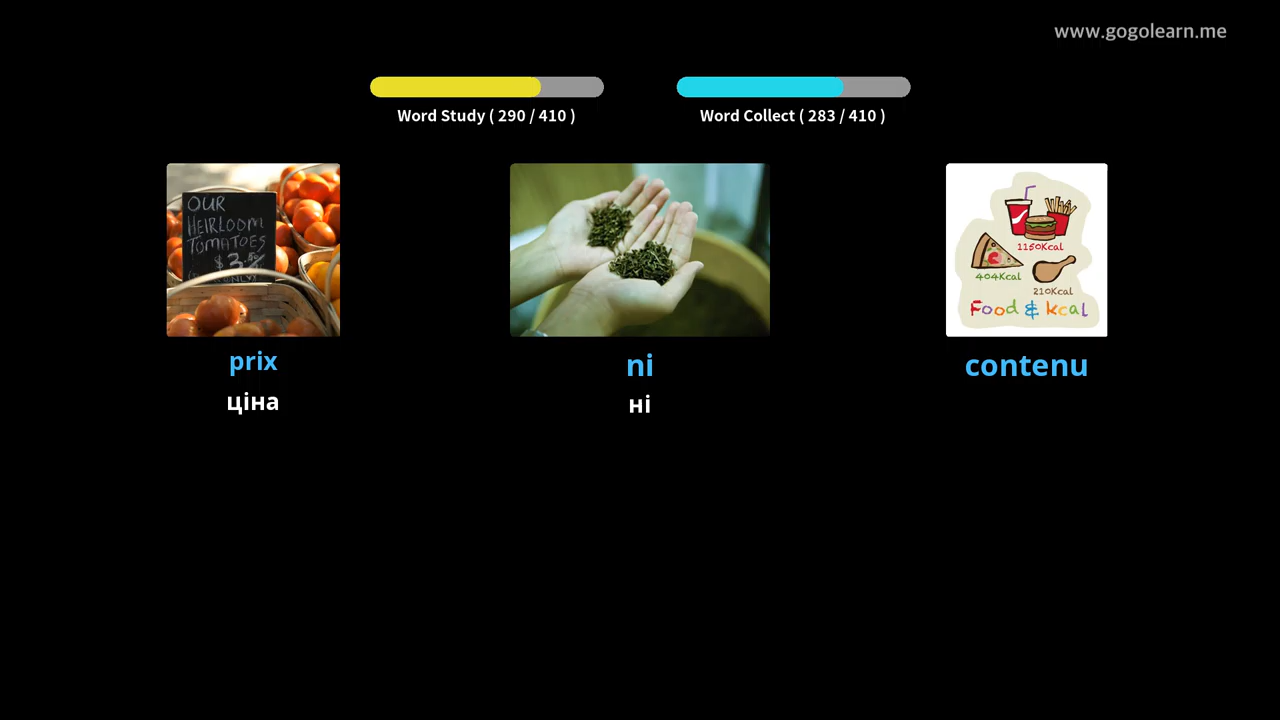 www.gogolearn.me
Word Study ( 290 / 410 )
Word Collect ( 283 / 410 )
OUR
HEIRLOOM
TOMATOES
1150Kcal
404Kcal
210Kcal
Food & kcal
prix
ni
contenu
ціна
ні